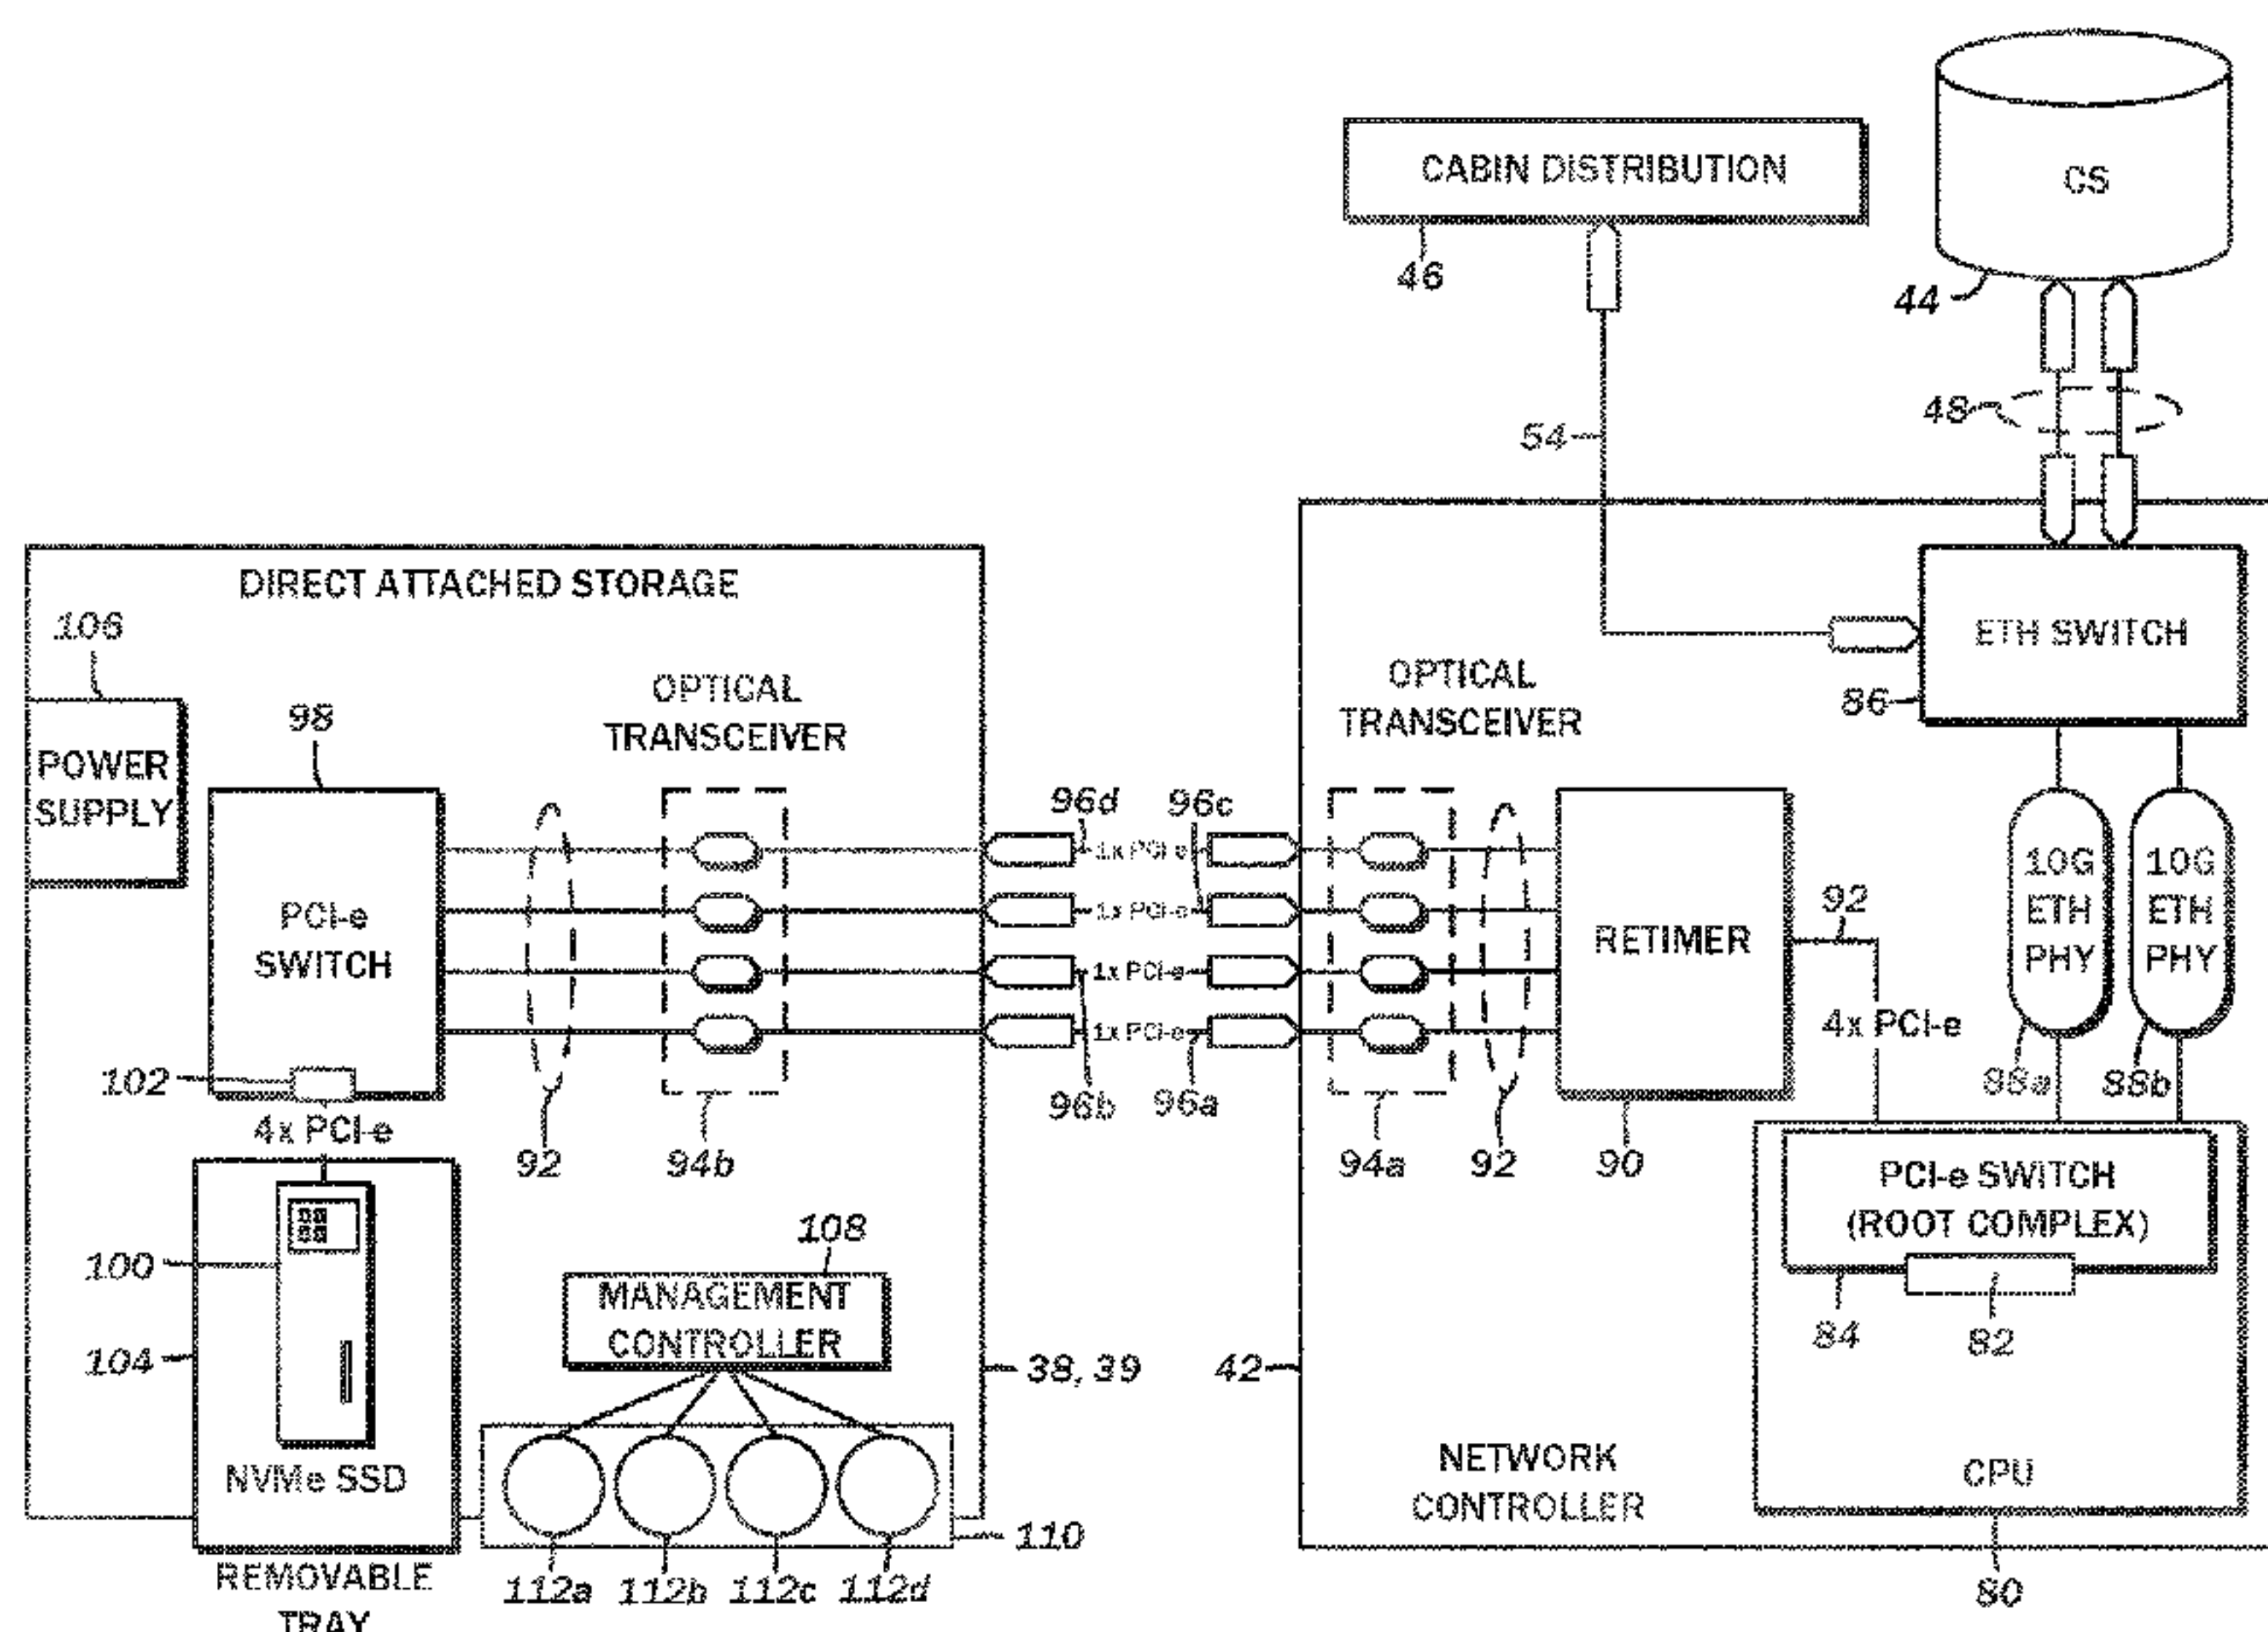 CABIN DISTRIBUTION
46
CS
44
48
54
DIRECT ATTACHED STORAGE
106
POWER
SUPPLY
98
PCI-e
SWITCH
OPTICAL
TRANSCEIVER
102
4x PCI-e
92
94b
100
104
NVMe SSD
REMOVABLE
TRAY
108
MANAGEMENT
CONTROLLER
38, 39
110
112a 112b 112c 112d
96d 96c
1x PCI-e
1x PCI-e
1x PCI-e
1x PCI-e
96b 96a
OPTICAL
TRANSCEIVER
94a
92
RETIMER
90
92
4x PCI-e
ETH SWITCH
86
10G
ETH
PHY
10G
ETH
PHY
88a 88b
PCI-e SWITCH
(ROOT COMPLEX)
84 82
CPU
80
42
NETWORK
CONTROLLER